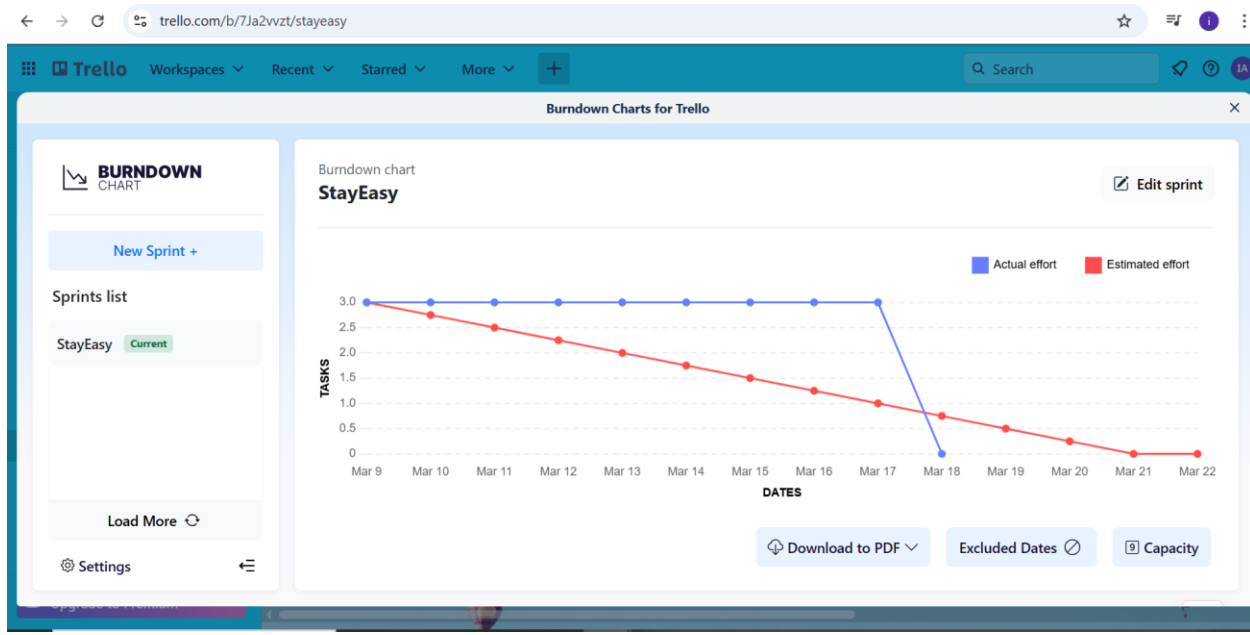 trello.com/b/7Ja2vvzt/stayeasy
i
Trello Workspaces Recent Starred More + Search IA
Burndown Charts for Trello
BURNDOWN
CHART
New Sprint +
Sprints list
StayEasy Current
Load More
Settings
Burndown chart
StayEasy
Edit sprint
Actual effort Estimated effort
TASKS
3.0
2.5
2.0
1.5
1.0
0.5
0
Mar 9 Mar 10 Mar 11 Mar 12 Mar 13 Mar 14 Mar 15 Mar 16 Mar 17 Mar 18 Mar 19 Mar 20 Mar 21 Mar 22
DATES
Download to PDF Excluded Dates 9 Capacity
Upgrade to Premium